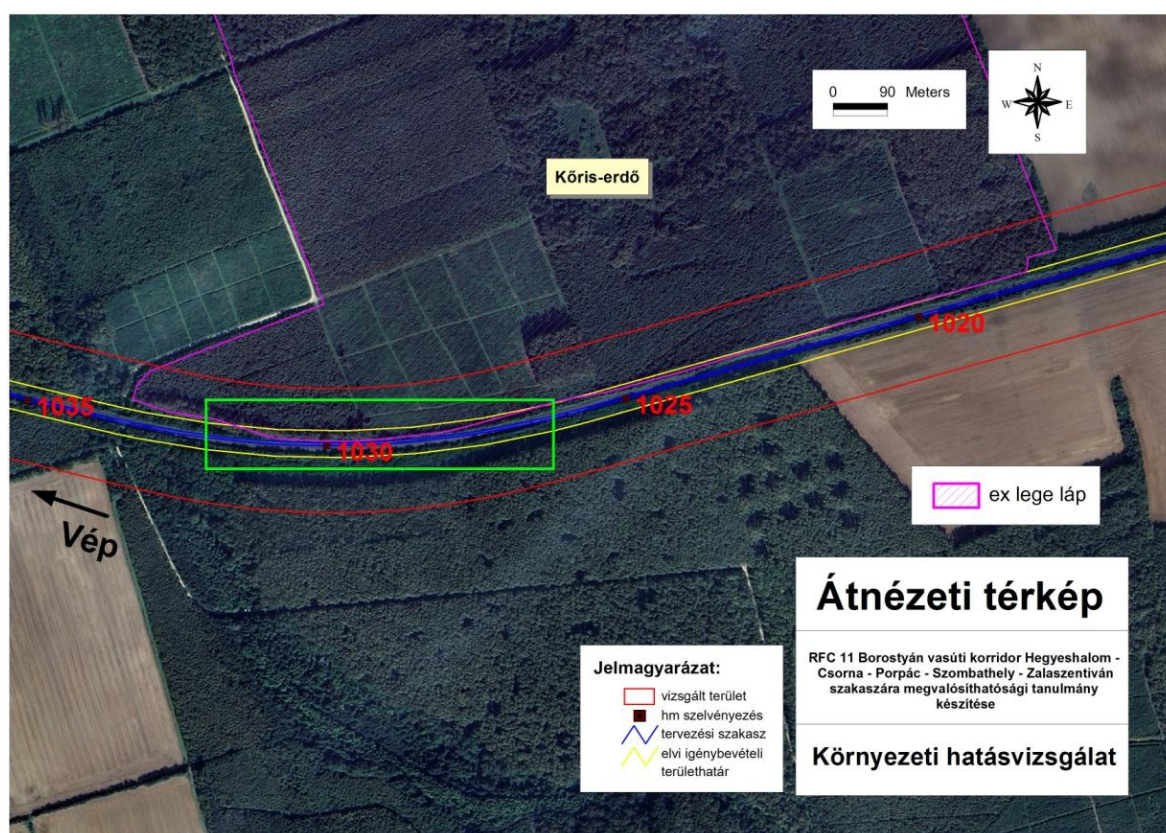 0 90 Meters
N
W E
S
Kőris-erdő
1020
1025
1035
1030
Vép
ex lege láp
Átnézeti térkép
RFC 11 Borostyán vasúti korridor Hegyeshalom -
Csorna - Porpác - Szombathely - Zalaszentiván
szakaszára megvalósíthatósági tanulmány
készítése
Környezeti hatásvizsgálat
Jelmagyarázat:
vizsgált terület
hm szelvényezés
tervezési szakasz
elvi igénybevételi
területhatár